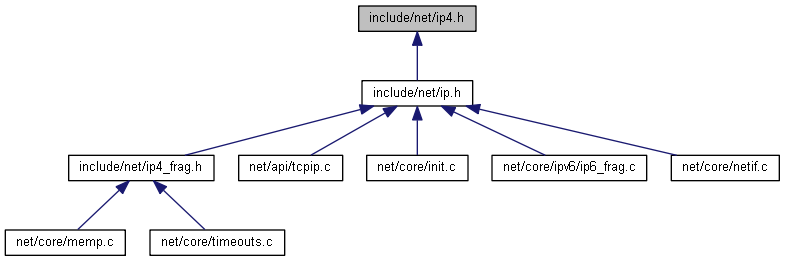 include/net/ip4.h
include/net/ip.h
include/net/ip4_frag.h
net/api/tcpip.c
net/core/init.c
net/core/ipv6/ip6_frag.c
net/core/netif.c
net/core/memp.c
net/core/timeouts.c